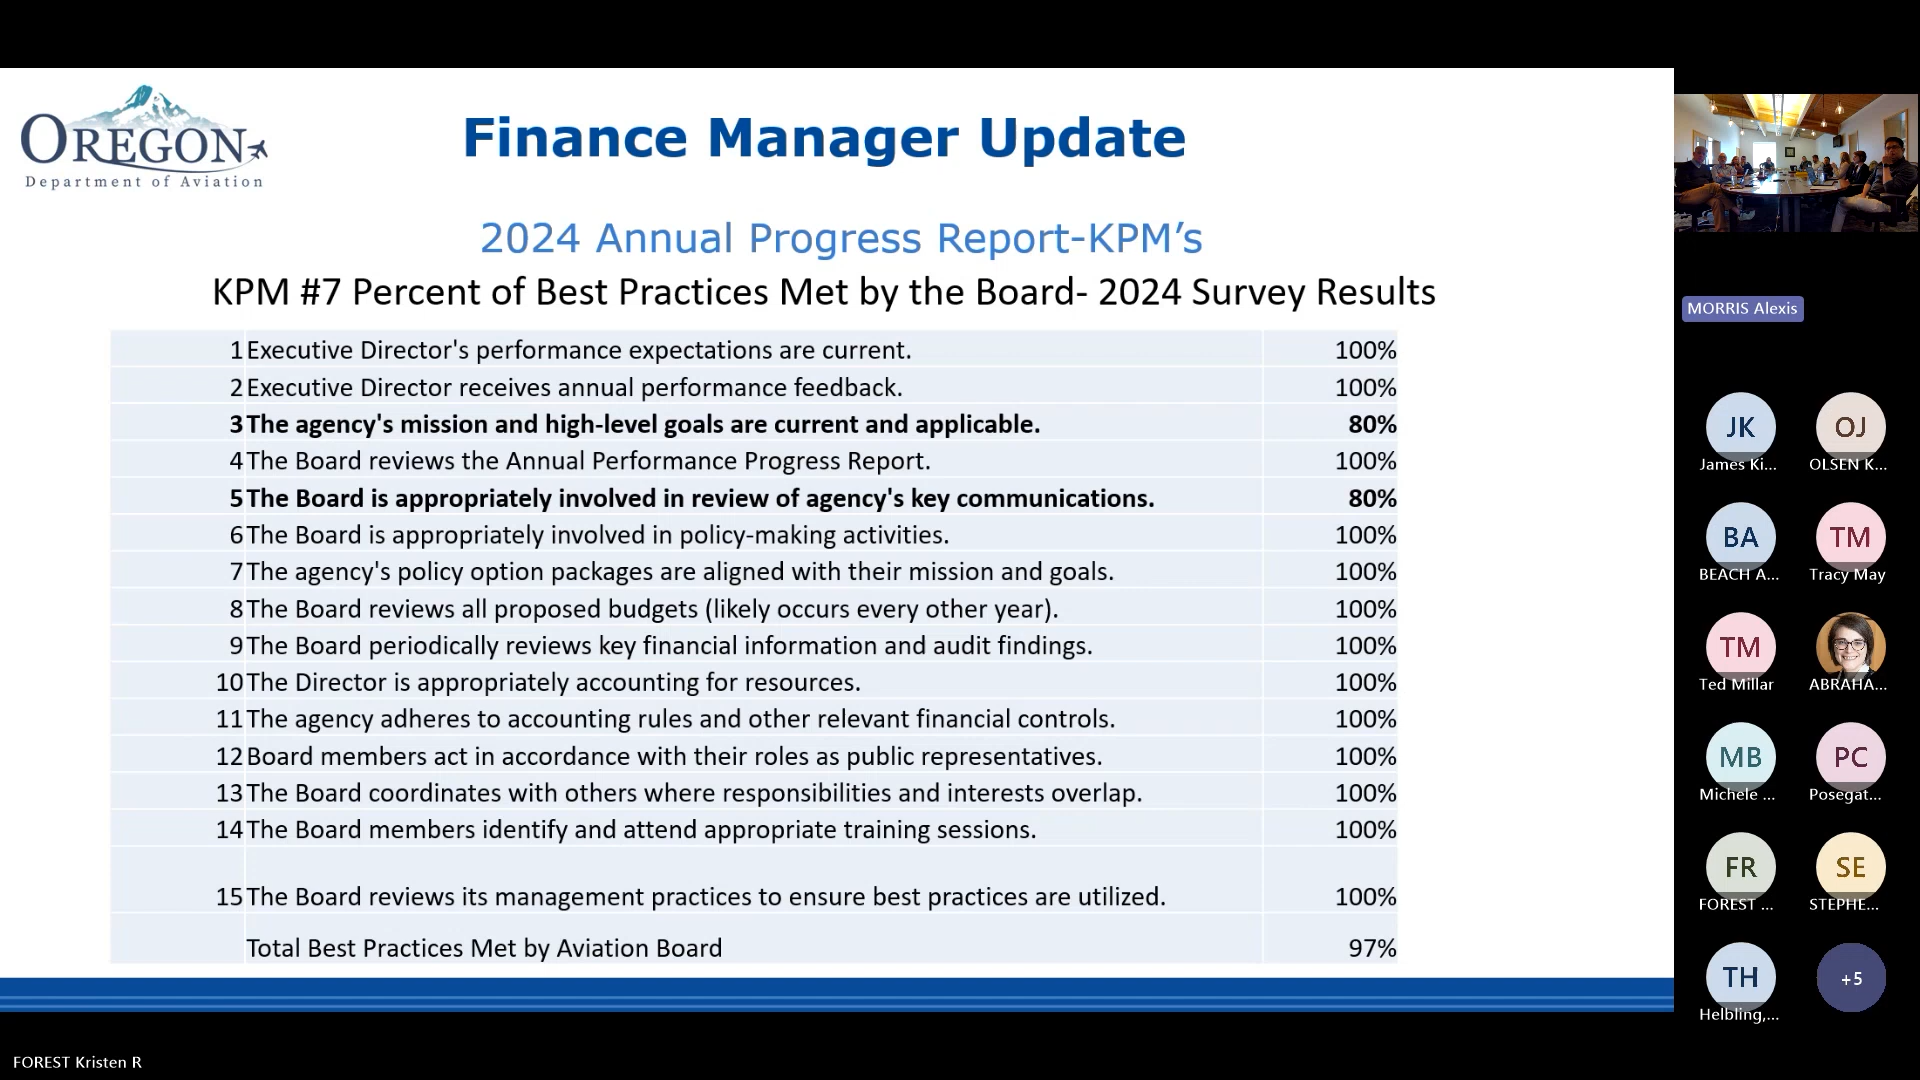 OREGON
Department of Aviation
Finance Manager Update
2024 Annual Progress Report-KPM’s
KPM #7 Percent of Best Practices Met by the Board- 2024 Survey Results
1 Executive Director's performance expectations are current. 100%
2 Executive Director receives annual performance feedback. 100%
3 The agency's mission and high-level goals are current and applicable. 80%
4 The Board reviews the Annual Performance Progress Report. 100%
5 The Board is appropriately involved in review of agency's key communications. 80%
6 The Board is appropriately involved in policy-making activities. 100%
7 The agency's policy option packages are aligned with their mission and goals. 100%
8 The Board reviews all proposed budgets (likely occurs every other year). 100%
9 The Board periodically reviews key financial information and audit findings. 100%
10 The Director is appropriately accounting for resources. 100%
11 The agency adheres to accounting rules and other relevant financial controls. 100%
12 Board members act in accordance with their roles as public representatives. 100%
13 The Board coordinates with others where responsibilities and interests overlap. 100%
14 The Board members identify and attend appropriate training sessions. 100%
15 The Board reviews its management practices to ensure best practices are utilized. 100%
Total Best Practices Met by Aviation Board 97%
MORRIS Alexis
JK OJ
James Ki... OLSEN K...
BA TM
BEACH A... Tracy May
TM
Ted Millar ABRAHA...
MB PC
Michele ... Posegat...
FR SE
FOREST ... STEPHE...
TH +5
Helbling,...
FOREST Kristen R